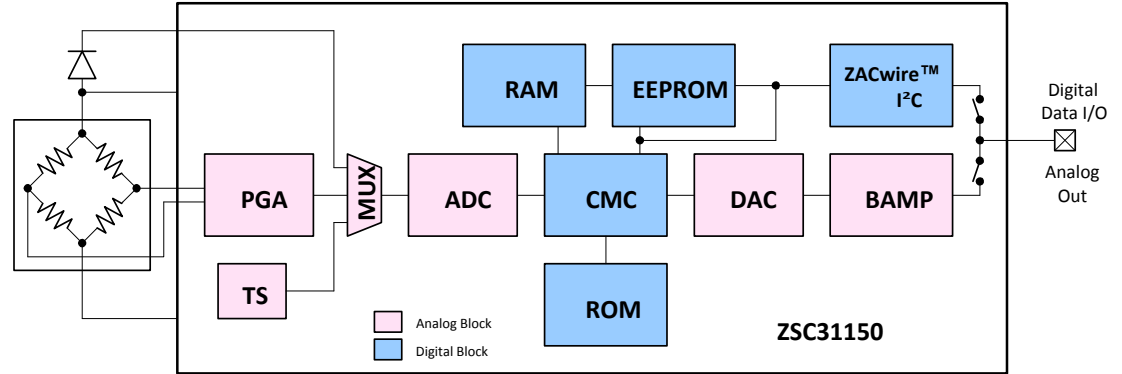 RAM
EEPROM
ZACwire™
I²C
Digital
Data I/O
Analog
Out
PGA
MUX
ADC
CMC
DAC
BAMP
TS
ROM
Analog Block
Digital Block
ZSC31150